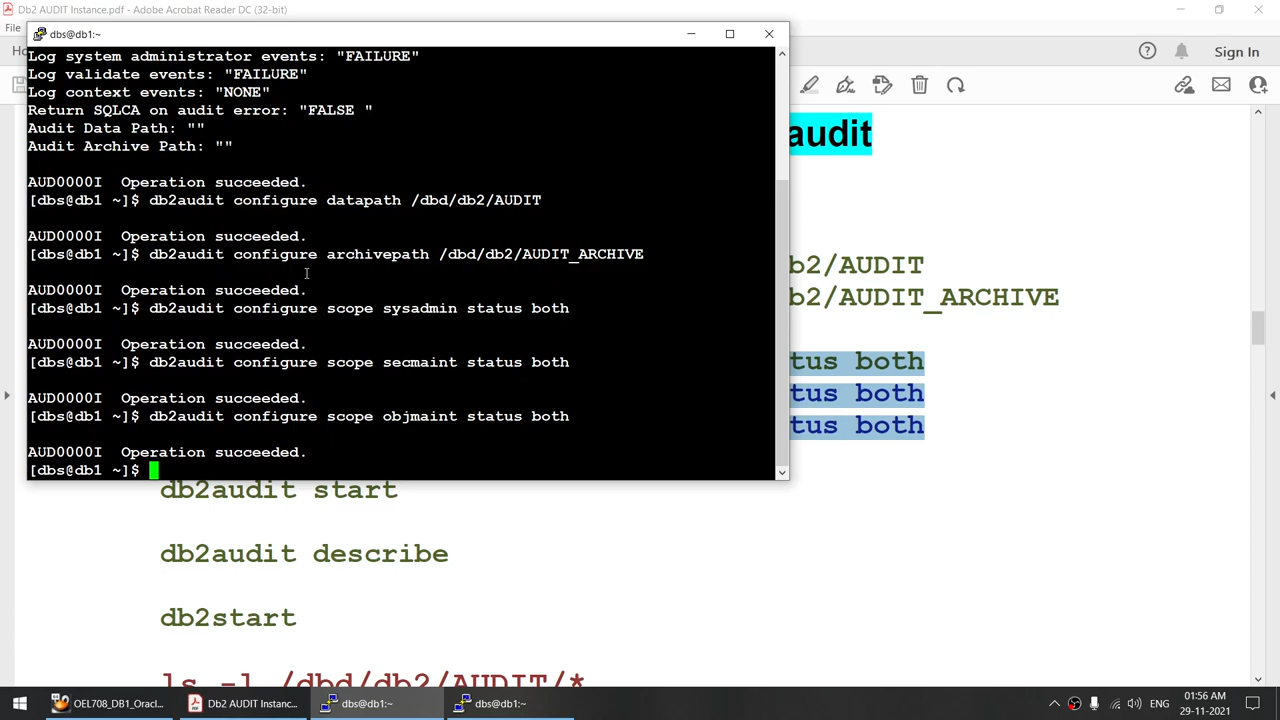 Db2 AUDIT Instance.pdf - Adobe Acrobat Reader DC (32-bit)
File
Ho
Sign In
dbs@db1:~
Log system administrator events: "FAILURE"
Log validate events: "FAILURE"
Log context events: "NONE"
Return SQLCA on audit error: "FALSE "
Audit Data Path: ""
Audit Archive Path: ""
AUD0000I  Operation succeeded.
[dbs@db1 ~]$ db2audit configure datapath /dbd/db2/AUDIT
AUD0000I  Operation succeeded.
[dbs@db1 ~]$ db2audit configure archivepath /dbd/db2/AUDIT_ARCHIVE
AUD0000I  Operation succeeded.
[dbs@db1 ~]$ db2audit configure scope sysadmin status both
AUD0000I  Operation succeeded.
[dbs@db1 ~]$ db2audit configure scope secmaint status both
AUD0000I  Operation succeeded.
[dbs@db1 ~]$ db2audit configure scope objmaint status both
AUD0000I  Operation succeeded.
[dbs@db1 ~]$
audit
b2/AUDIT
b2/AUDIT_ARCHIVE
tus both
tus both
tus both
db2audit start
db2audit describe
db2start
ls -l /dbd/db2/AUDIT/*
OEL708_DB1_Oracl...
Db2 AUDIT Instanc...
dbs@db1:~
dbs@db1:~
ENG
01:56 AM
29-11-2021